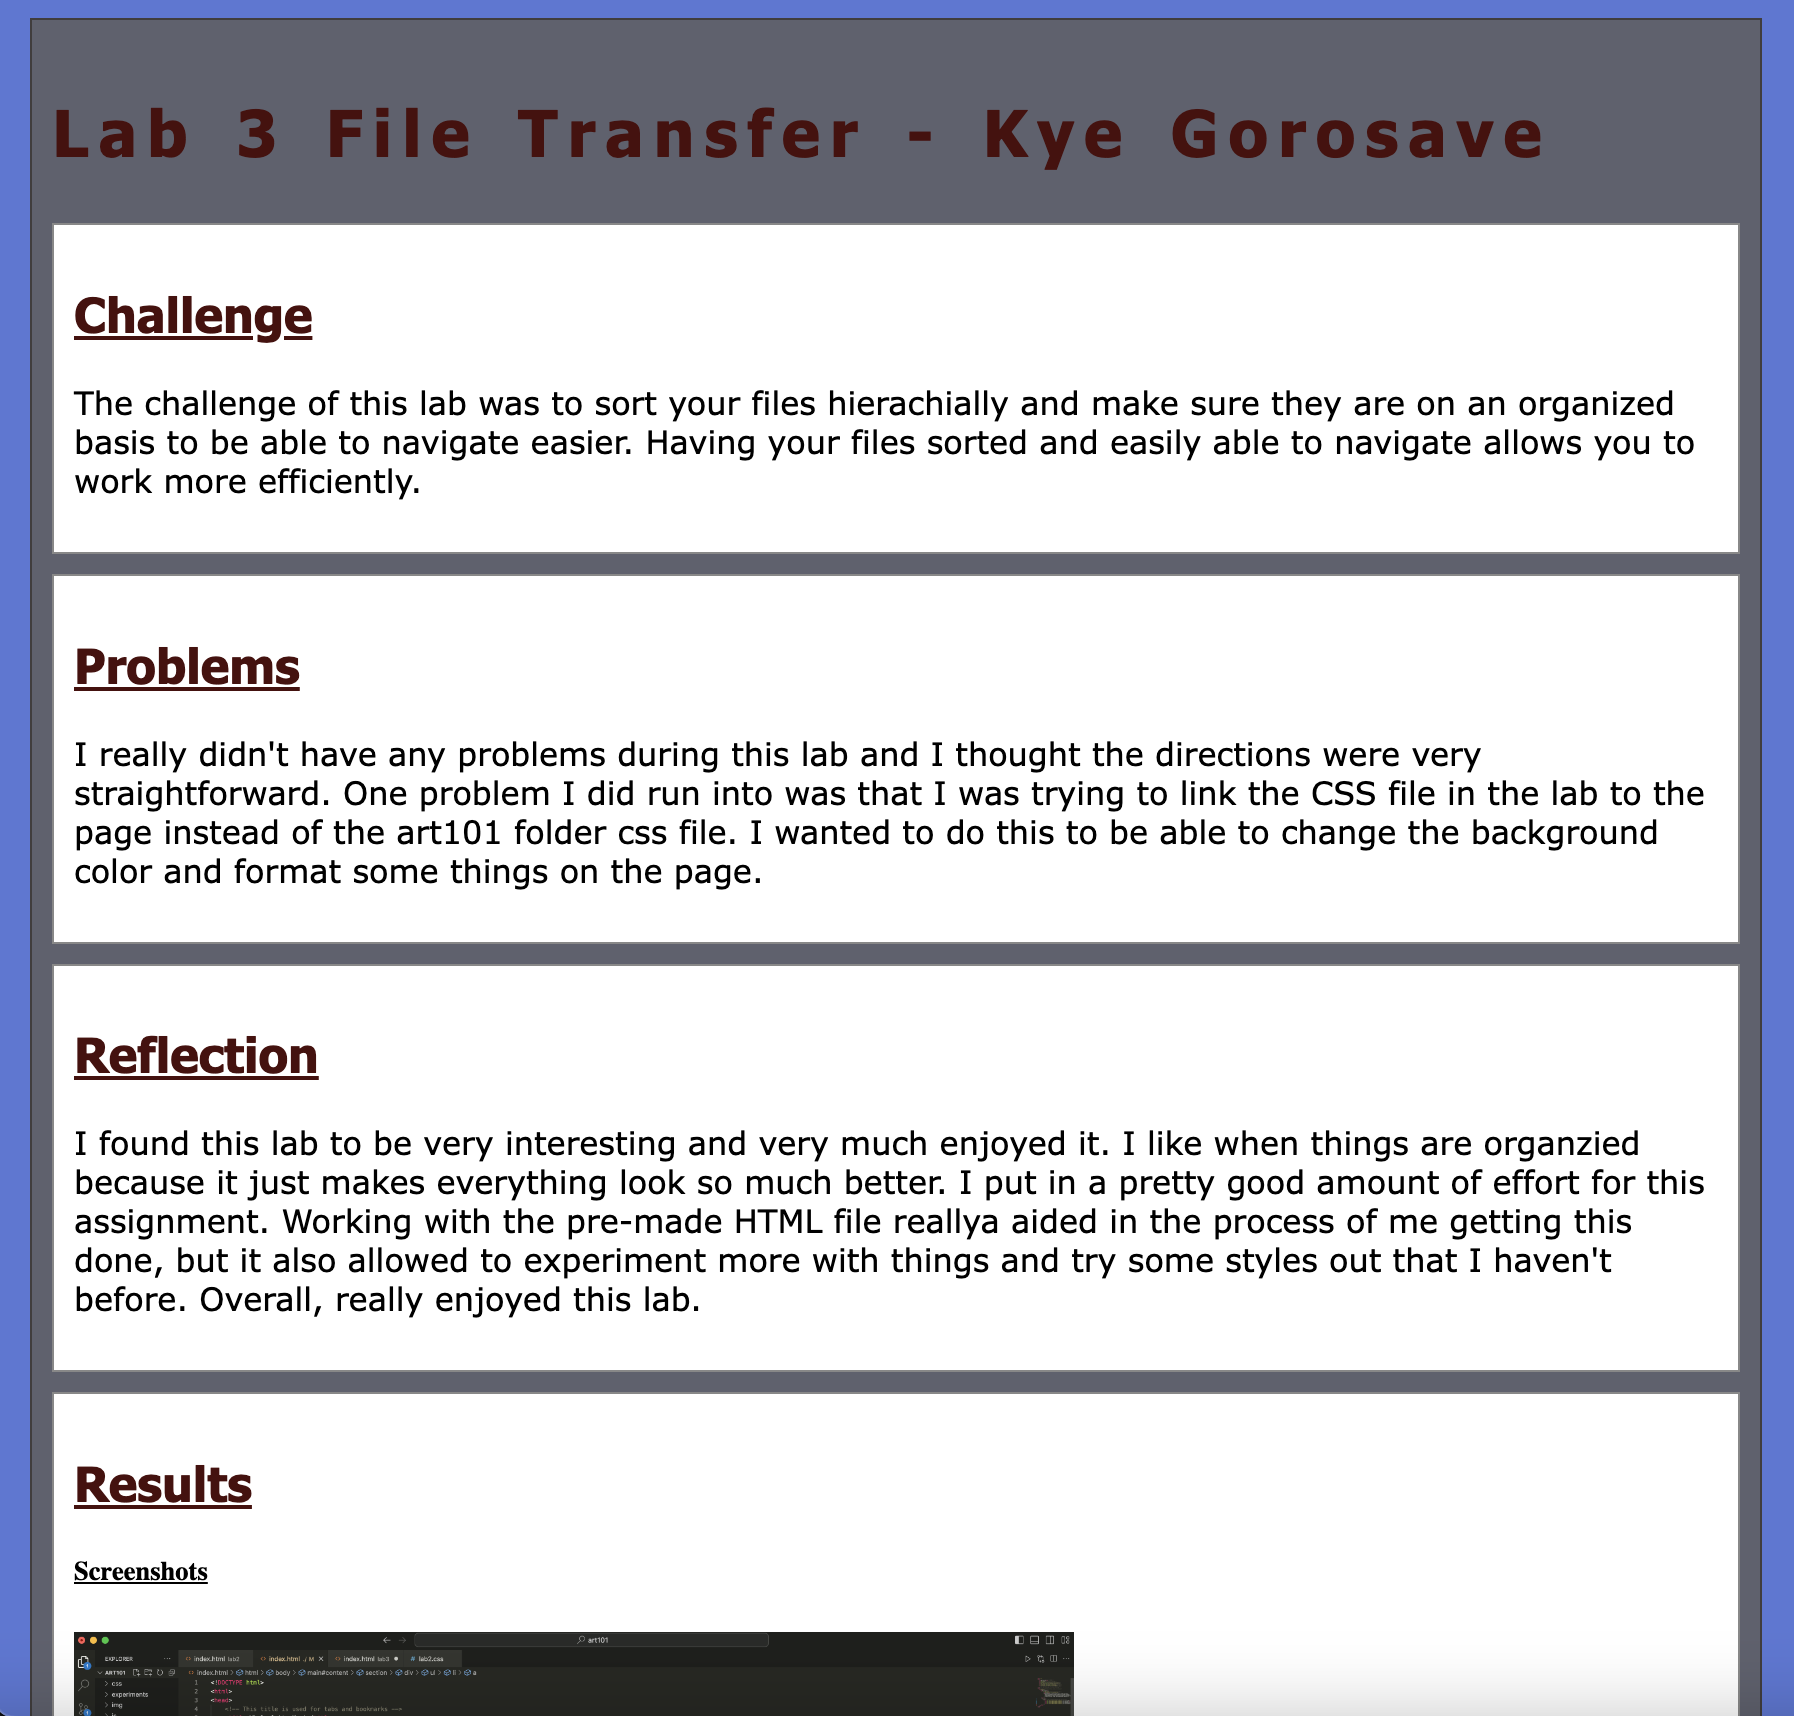 Lab 3 File Transfer - Kye Gorosave
Challenge
The challenge of this lab was to sort your files hierachially and make sure they are on an organized
basis to be able to navigate easier. Having your files sorted and easily able to navigate allows you to
work more efficiently.
Problems
I really didn't have any problems during this lab and I thought the directions were very
straightforward. One problem I did run into was that I was trying to link the CSS file in the lab to the
page instead of the art101 folder css file. I wanted to do this to be able to change the background
color and format some things on the page.
Reflection
I found this lab to be very interesting and very much enjoyed it. I like when things are organzied
because it just makes everything look so much better. I put in a pretty good amount of effort for this
assignment. Working with the pre-made HTML file reallya aided in the process of me getting this
done, but it also allowed to experiment more with things and try some styles out that I haven't
before. Overall, really enjoyed this lab.
Results
Screenshots
art101
EXPLORER ··· index.html lab2 index.html ./ M × index.html lab3 ● # lab2.css
ART101 index.html > html > body > main#content > section > div > ul > li > a
> css 1 <!DOCTYPE html>
> experiments 2 <html>
> img 3 <head>
4 <!-- This title is used for tabs and bookmarks -->